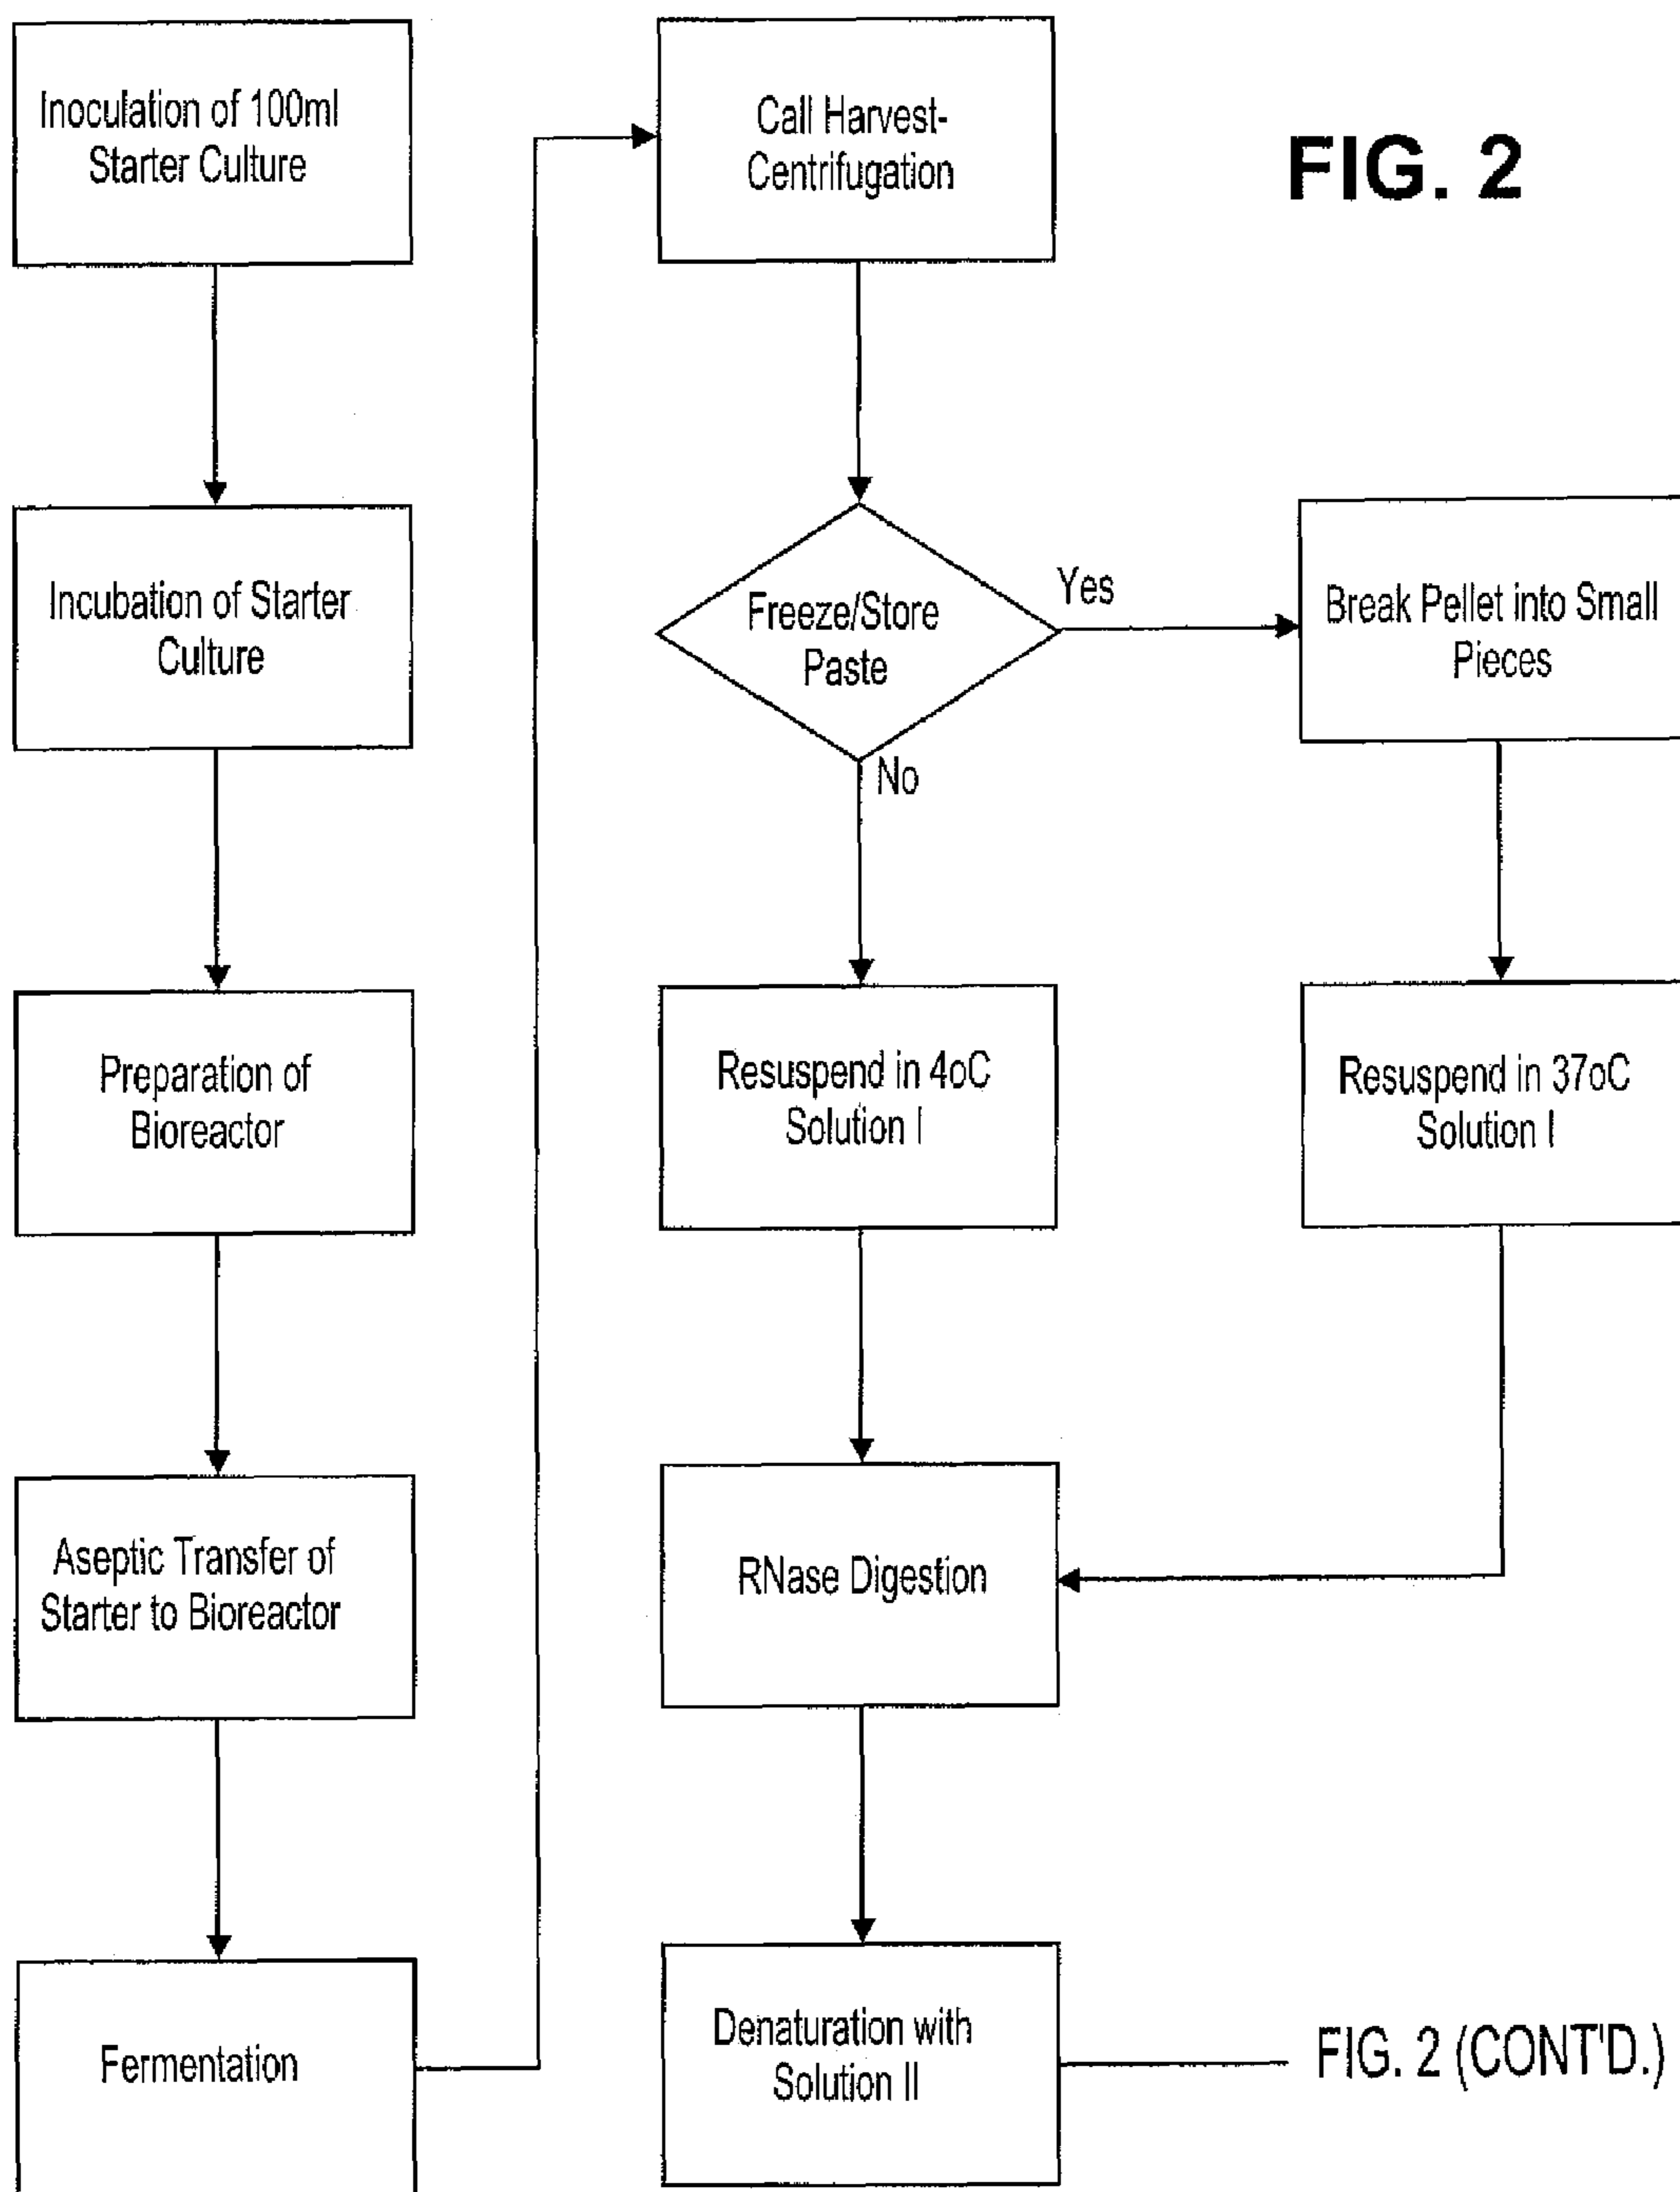 Inoculation of 100ml
Starter Culture
Incubation of Starter
Culture
Preparation of
Bioreactor
Aseptic Transfer of
Starter to Bioreactor
Fermentation
Call Harvest-
Centrifugation
Freeze/Store
Paste
Yes
No
Break Pellet into Small
Pieces
Resuspend in 4oC
Solution I
Resuspend in 37oC
Solution I
RNase Digestion
Denaturation with
Solution II
FIG. 2
FIG. 2 (CONT'D.)